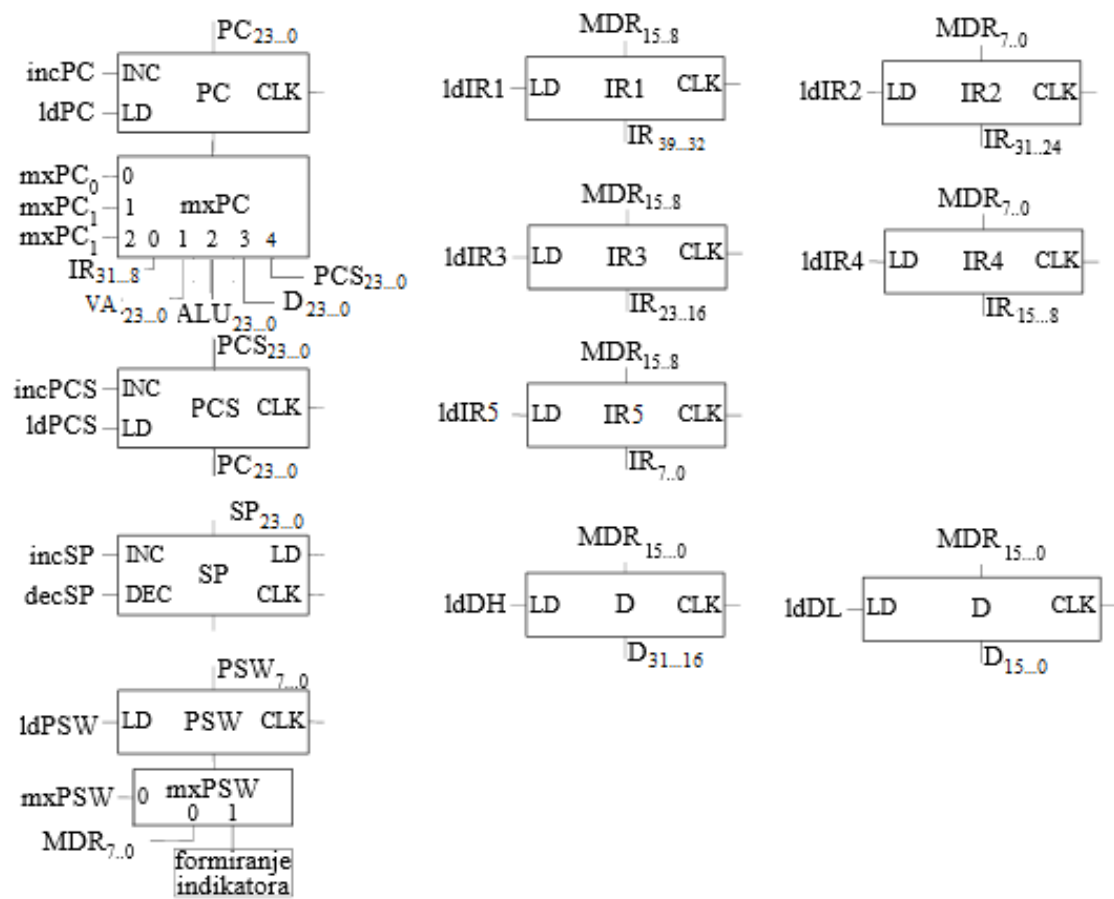 PC23...0
incPC INC PC CLK
ldPC LD
mxPC0 0
mxPC1 1 mxPC
mxPC1 2 0 1 2 3 4
IR31...8 PCS23...0
VA23...0 ALU23...0 D23...0
PCS23...0
incPCS INC PCS CLK
ldPCS LD
PC23...0
SP23...0
incSP INC SP LD
decSP DEC CLK
PSW7...0
ldPSW LD PSW CLK
mxPSW 0 mxPSW
0 1
MDR7..0
formiranje
indikatora
MDR15..8
ldIR1 LD IR1 CLK
IR39...32
MDR7..0
ldIR2 LD IR2 CLK
IR31..24
MDR15..8
ldIR3 LD IR3 CLK
IR23..16
MDR7..0
ldIR4 LD IR4 CLK
IR15...8
MDR15..8
ldIR5 LD IR5 CLK
IR7..0
MDR15...0
ldDH LD D CLK
D31...16
MDR15...0
ldDL LD D CLK
D15...0